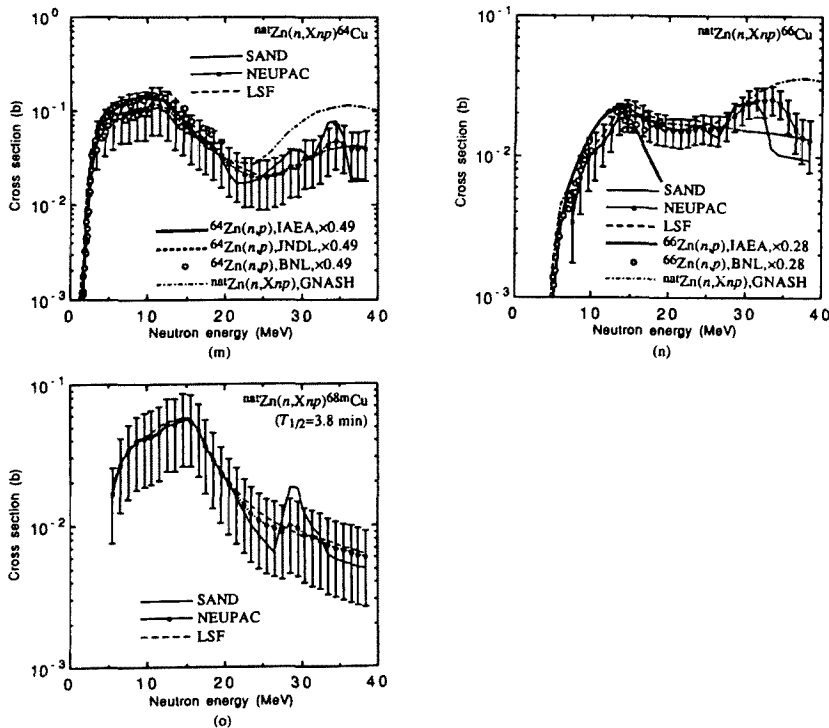 10⁰
10⁻¹
10⁻²
10⁻³
Cross section (b)
ⁿᵃᵗZn(n,Xnp)⁶⁴Cu
SAND
NEUPAC
LSF
⁶⁴Zn(n,p),IAEA,×0.49
⁶⁴Zn(n,p),JNDL,×0.49
⁶⁴Zn(n,p),BNL,×0.49
ⁿᵃᵗZn(n,Xnp),GNASH
0 10 20 30 40
Neutron energy (MeV)
(m)
10⁻¹
10⁻²
10⁻³
Cross section (b)
ⁿᵃᵗZn(n,Xnp)⁶⁶Cu
SAND
NEUPAC
LSF
⁶⁶Zn(n,p),IAEA,×0.28
⁶⁶Zn(n,p),BNL,×0.28
ⁿᵃᵗZn(n,Xnp),GNASH
0 10 20 30 40
Neutron energy (MeV)
(n)
10⁻¹
10⁻²
10⁻³
Cross section (b)
ⁿᵃᵗZn(n,Xnp)⁶⁸ᵐCu
(T₁/₂=3.8 min)
SAND
NEUPAC
LSF
0 10 20 30 40
Neutron energy (MeV)
(o)